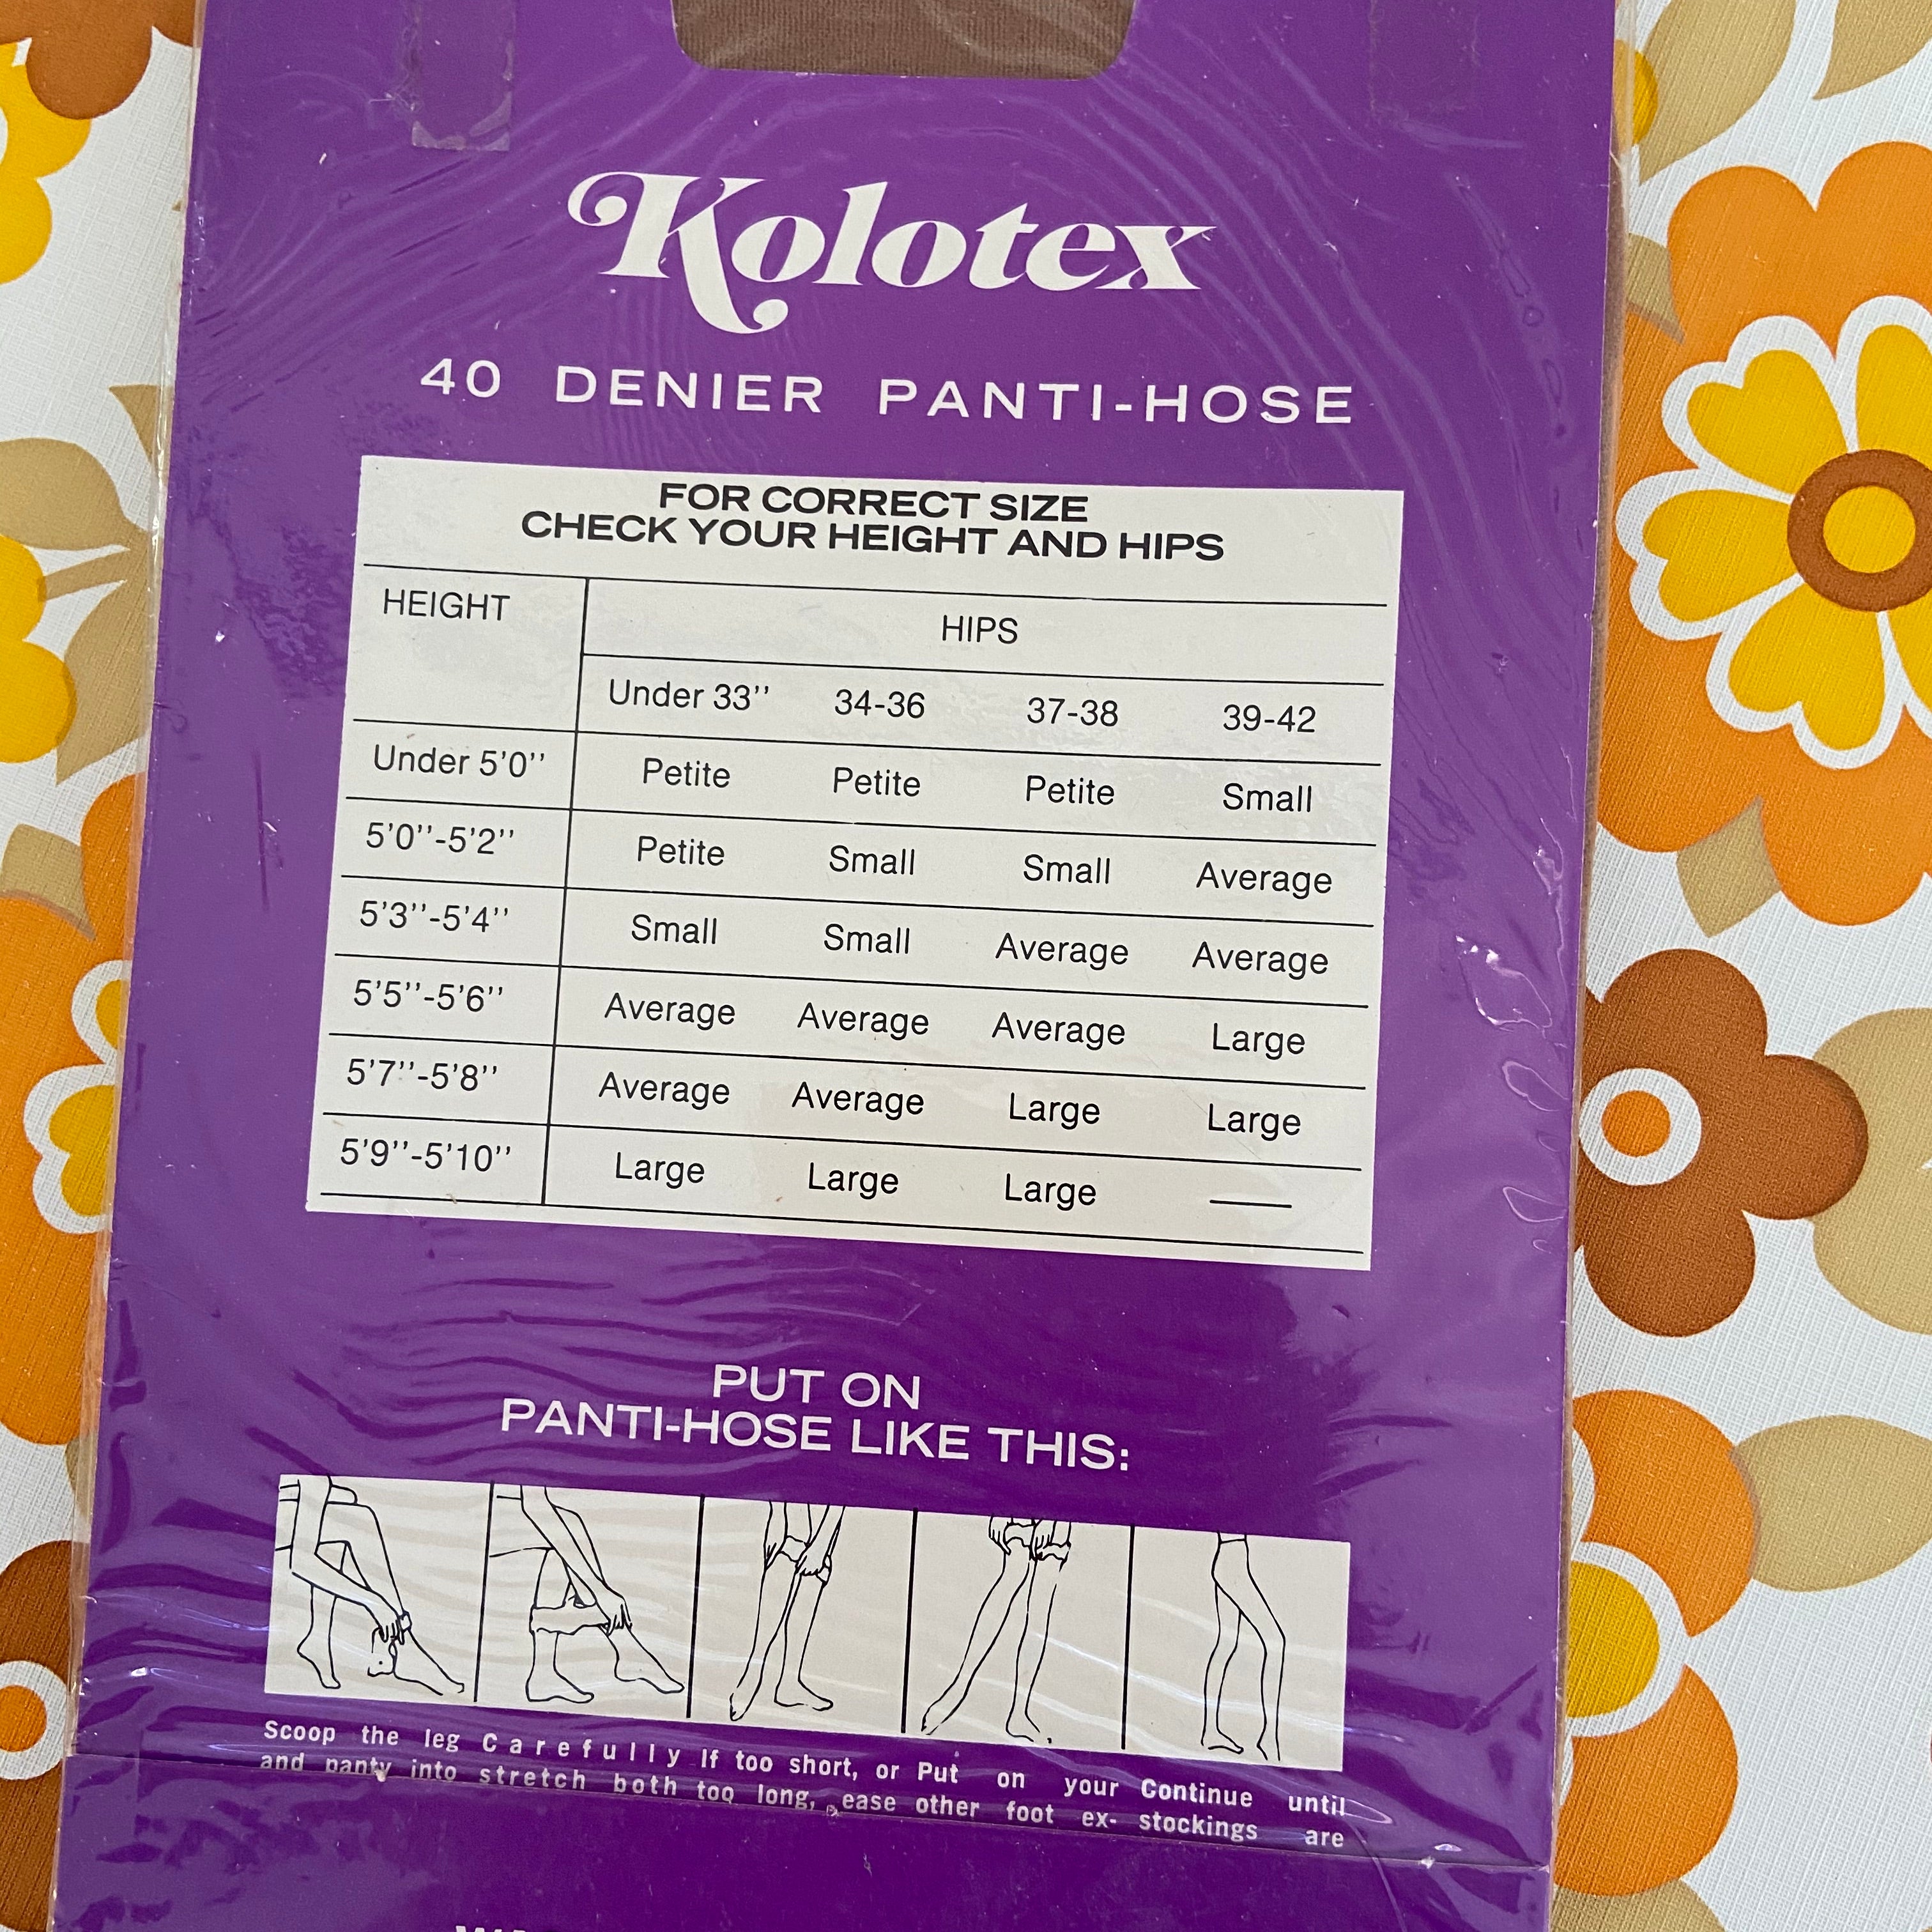 Kolotex
40 DENIER PANTI-HOSE
FOR CORRECT SIZE
CHECK YOUR HEIGHT AND HIPS
HEIGHT HIPS
Under 33'' 34-36 37-38 39-42
Under 5'0'' Petite Petite Petite Small
5'0''-5'2'' Petite Small Small Average
5'3''-5'4'' Small Small Average Average
5'5''-5'6'' Average Average Average Large
5'7''-5'8'' Average Average Large Large
5'9''-5'10'' Large Large Large —
PUT ON
PANTI-HOSE LIKE THIS:
Scoop the leg Carefully If too short, or Put on your Continue until
and panty into stretch both too long, ease other foot ex- stockings are